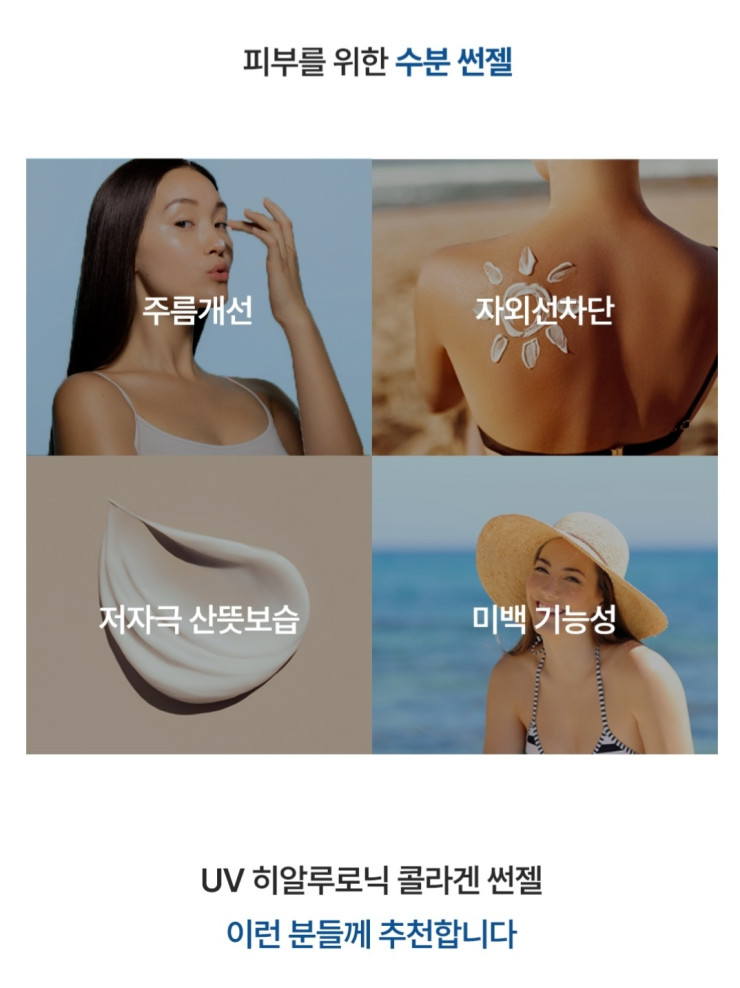 피부를 위한 수분 썬젤
주름개선
자외선차단
저자극 산뜻보습
미백 기능성
UV 히알루로닉 콜라겐 썬젤
이런 분들께 추천합니다